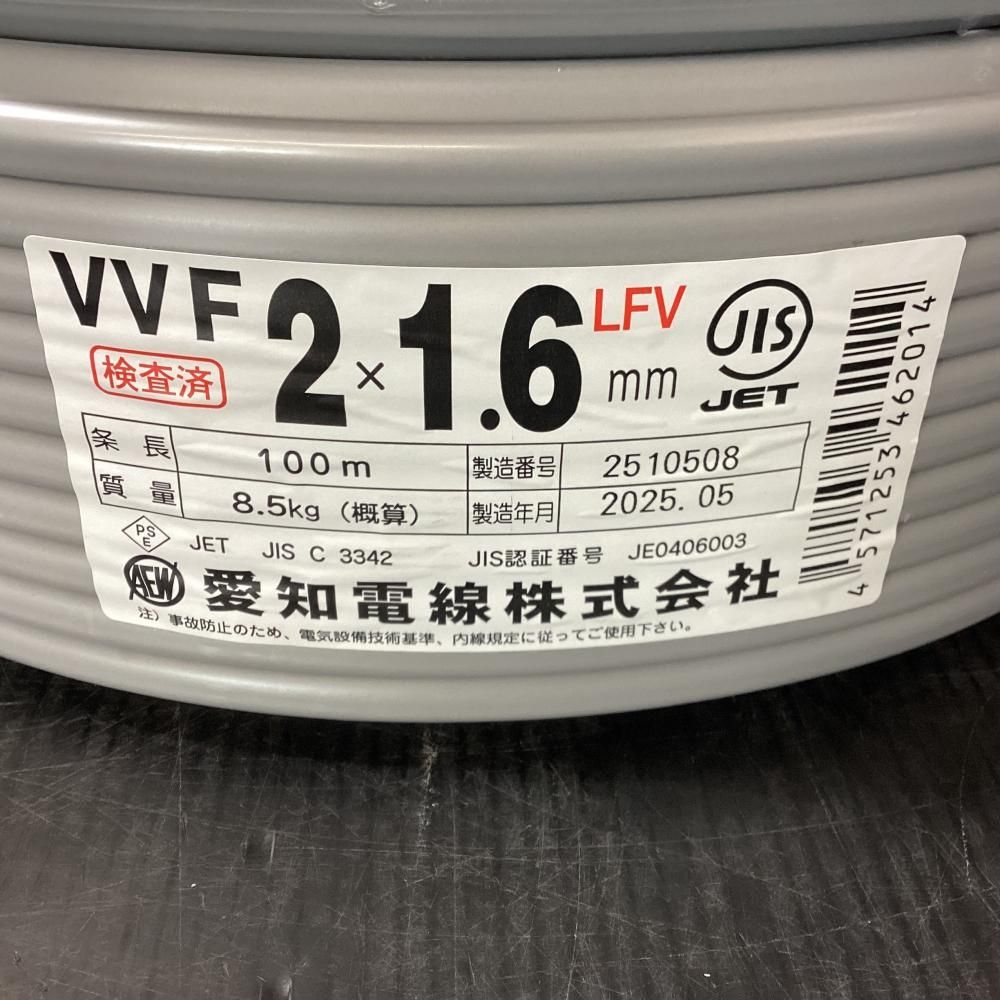 VVF 2×1.6mm LFV
検査済
JIS
JET
条長 100m 製造番号 2510508
質量 8.5kg (概算) 製造年月 2025.05
PSE JET JIS C 3342 JIS認証番号 JE0406003
AEW 愛知電線株式会社
注) 事故防止のため、電気設備技術基準、内線規定に従ってご使用下さい。
4571253462014